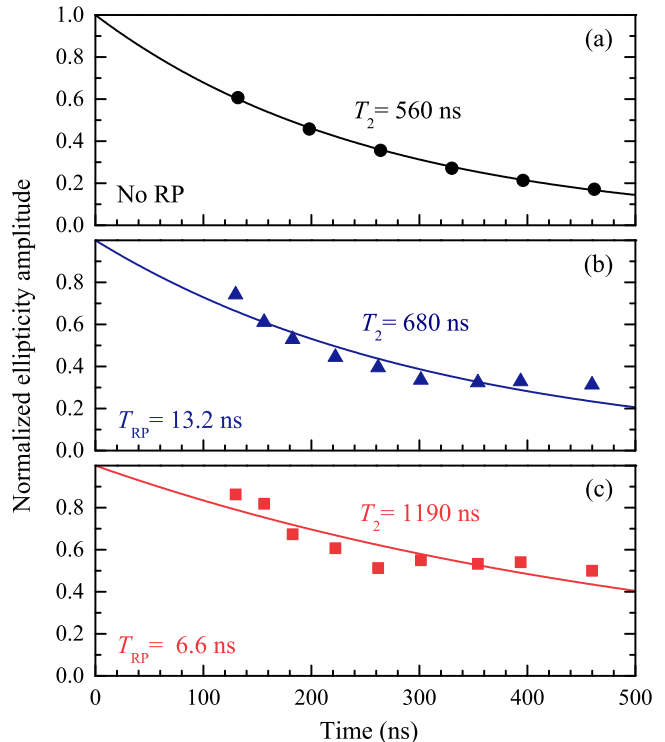 1.0
(a)
0.8
0.6
T2= 560 ns
0.4
0.2
No RP
0.0
(b)
0.8
0.6
T2= 680 ns
0.4
0.2
TRP= 13.2 ns
0.0
(c)
0.8
T2= 1190 ns
0.6
0.4
0.2
TRP= 6.6 ns
0.0
0 100 200 300 400 500
Time (ns)
Normalized ellipticity amplitude